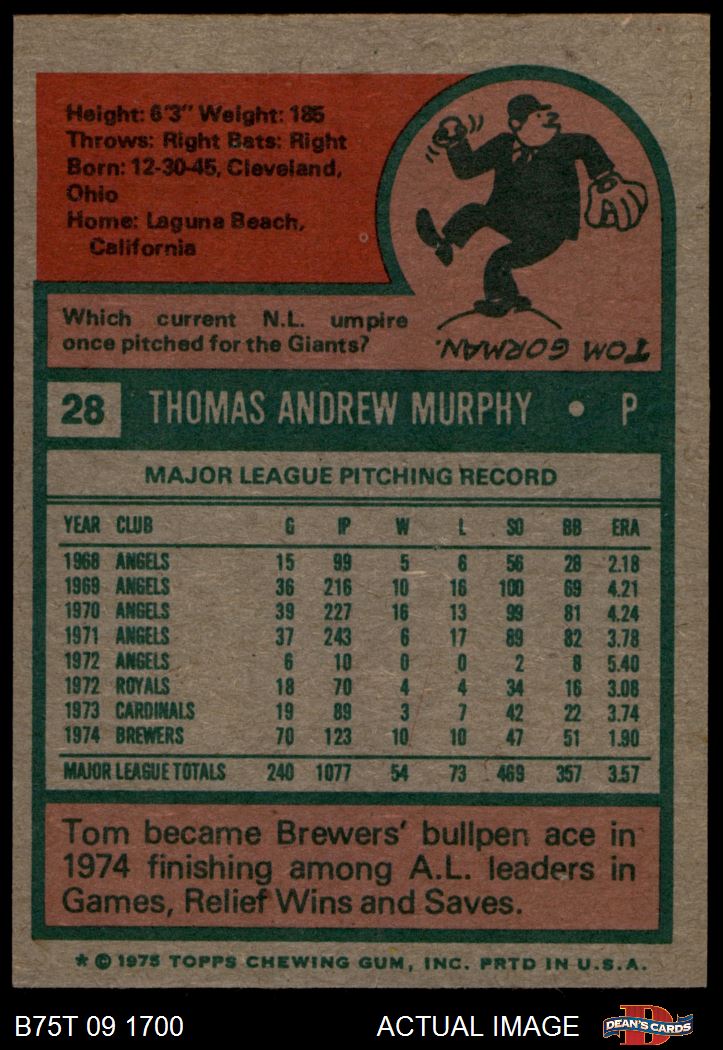 Height: 6'3" Weight: 185
Throws: Right Bats: Right
Born: 12-30-45, Cleveland,
Ohio
Home: Laguna Beach,
California
Which current N.L. umpire
once pitched for the Giants?
TOM GORMAN.
28 THOMAS ANDREW MURPHY • P
MAJOR LEAGUE PITCHING RECORD
YEAR CLUB G IP W L SO BB ERA
1968 ANGELS 15 99 5 6 56 28 2.18
1969 ANGELS 36 216 10 16 100 69 4.21
1970 ANGELS 39 227 16 13 99 81 4.24
1971 ANGELS 37 243 6 17 89 82 3.78
1972 ANGELS 6 10 0 0 2 8 5.40
1972 ROYALS 18 70 4 4 34 16 3.08
1973 CARDINALS 19 89 3 7 42 22 3.74
1974 BREWERS 70 123 10 10 47 51 1.90
MAJOR LEAGUE TOTALS 240 1077 54 73 469 357 3.57
Tom became Brewers' bullpen ace in
1974 finishing among A.L. leaders in
Games, Relief Wins and Saves.
* © 1975 TOPPS CHEWING GUM, INC. PRTD IN U.S.A.
B75T 09 1700 ACTUAL IMAGE D DEAN'S CARDS